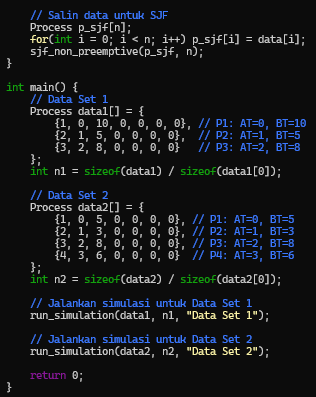 // Salin data untuk SJF
    Process p_sjf[n];
    for(int i = 0; i < n; i++) p_sjf[i] = data[i];
    sjf_non_preemptive(p_sjf, n);
}

int main() {
    // Data Set 1
    Process data1[] = {
        {1, 0, 10, 0, 0, 0, 0}, // P1: AT=0, BT=10
        {2, 1, 5, 0, 0, 0, 0},  // P2: AT=1, BT=5
        {3, 2, 8, 0, 0, 0, 0}   // P3: AT=2, BT=8
    };
    int n1 = sizeof(data1) / sizeof(data1[0]);

    // Data Set 2
    Process data2[] = {
        {1, 0, 5, 0, 0, 0, 0}, // P1: AT=0, BT=5
        {2, 1, 3, 0, 0, 0, 0}, // P2: AT=1, BT=3
        {3, 2, 8, 0, 0, 0, 0}, // P3: AT=2, BT=8
        {4, 3, 6, 0, 0, 0, 0}  // P4: AT=3, BT=6
    };
    int n2 = sizeof(data2) / sizeof(data2[0]);

    // Jalankan simulasi untuk Data Set 1
    run_simulation(data1, n1, "Data Set 1");

    // Jalankan simulasi untuk Data Set 2
    run_simulation(data2, n2, "Data Set 2");

    return 0;
}